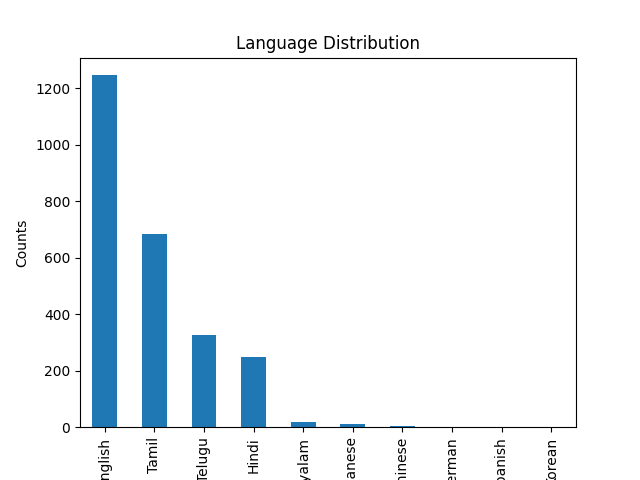 Language Distribution
Counts
1200
1000
800
600
400
200
0
nglish
Tamil
Telugu
Hindi
yalam
anese
hinese
erman
panish
orean